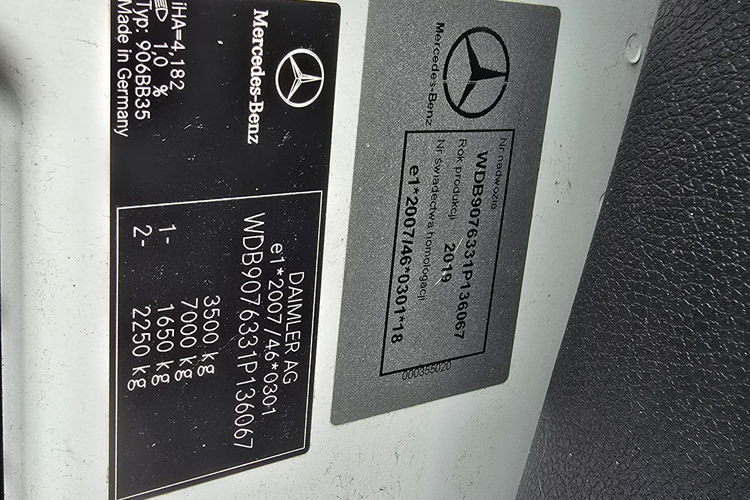 Mercedes-Benz
Nr nadwozia
WDB9076331P136067
Rok produkcji 2019
Nr świadectwa homologacji
e1*2007/46*0301*18
000355020
Mercedes-Benz
DAIMLER AG
e1*2007/46*0301
WDB9076331P136067
3500 kg
7000 kg
1- 1650 kg
2- 2250 kg
iHA=4,182
1,0 %
Typ: 906BB35
Made in Germany